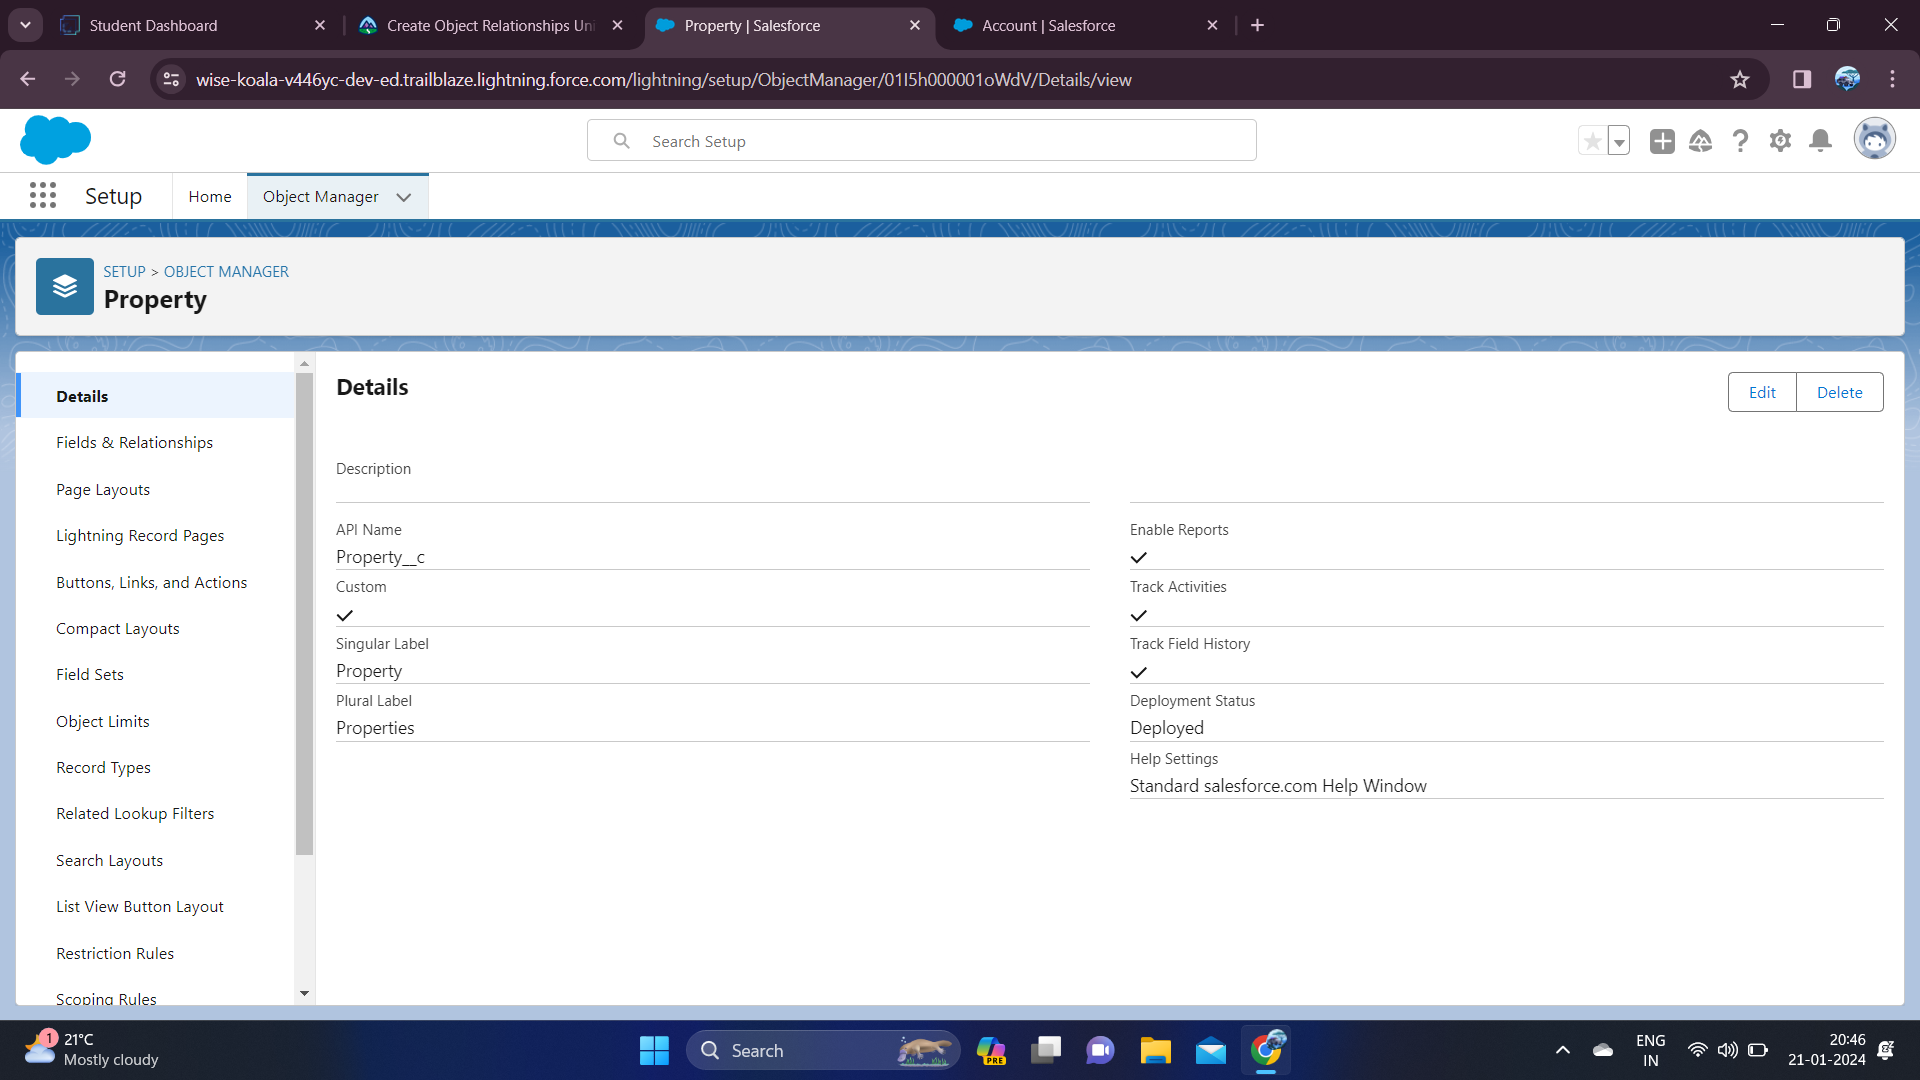 Student Dashboard
Create Object Relationships Uni
Property | Salesforce
Account | Salesforce
wise-koala-v446yc-dev-ed.trailblaze.lightning.force.com/lightning/setup/ObjectManager/01I5h000001oWdV/Details/view
Search Setup
Setup
Home
Object Manager
SETUP > OBJECT MANAGER
Property
Details
Fields & Relationships
Page Layouts
Lightning Record Pages
Buttons, Links, and Actions
Compact Layouts
Field Sets
Object Limits
Record Types
Related Lookup Filters
Search Layouts
List View Button Layout
Restriction Rules
Scoping Rules
Details
Edit
Delete
Description
API Name
Property__c
Custom
Singular Label
Property
Plural Label
Properties
Enable Reports
Track Activities
Track Field History
Deployment Status
Deployed
Help Settings
Standard salesforce.com Help Window
1
21°C
Mostly cloudy
Search
PRE
ENG
IN
20:46
21-01-2024